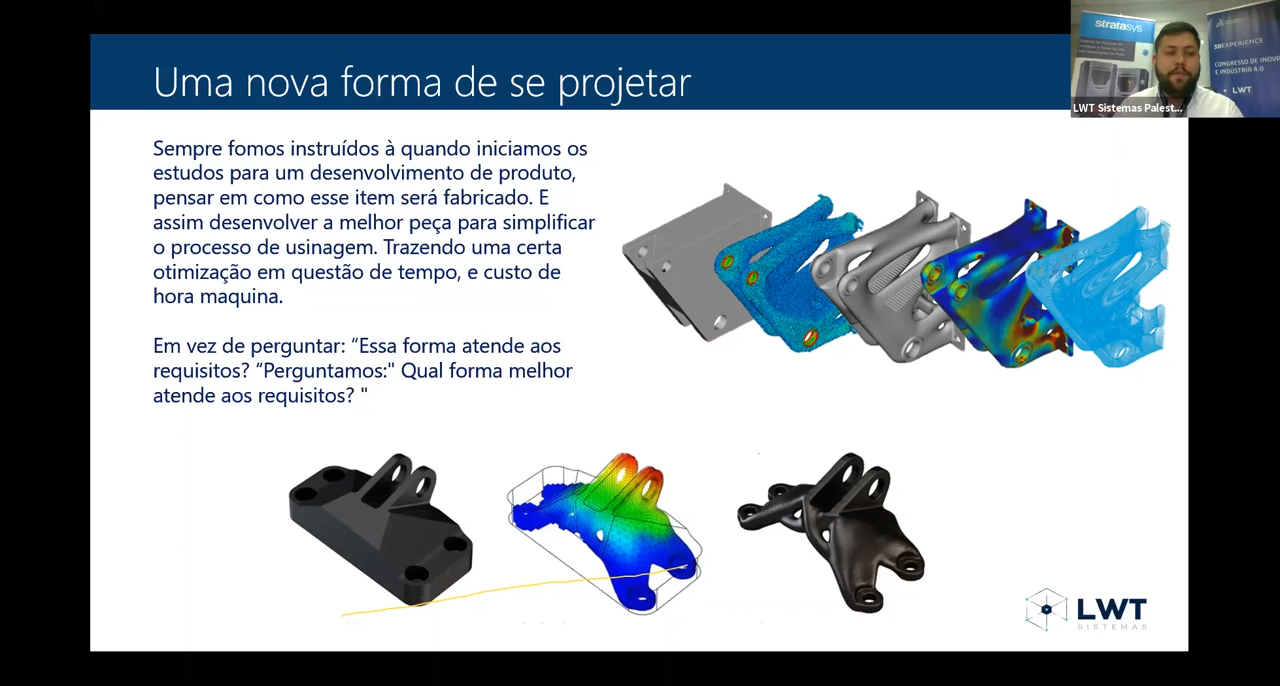 Uma nova forma de se projetar
stratasys
3DEXPERIENCE
CONGRESSO DE INOVA
E INDÚSTRIA 4.0
LWT
LWT Sistemas Palest...
Sempre fomos instruídos à quando iniciamos os
estudos para um desenvolvimento de produto,
pensar em como esse item será fabricado. E
assim desenvolver a melhor peça para simplificar
o processo de usinagem. Trazendo uma certa
otimização em questão de tempo, e custo de
hora maquina.
Em vez de perguntar: “Essa forma atende aos
requisitos? “Perguntamos:" Qual forma melhor
atende aos requisitos? "
LWT
SISTEMAS